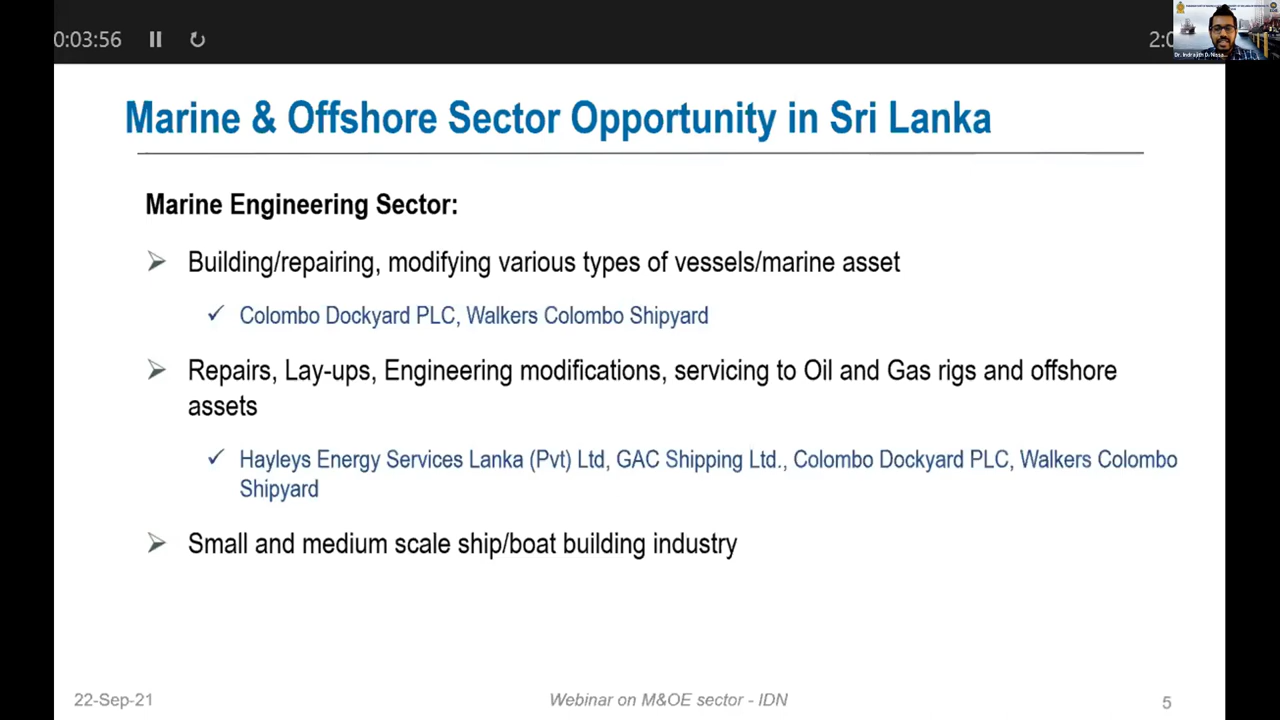 0:03:56
2:0
Marine & Offshore Sector Opportunity in Sri Lanka
Marine Engineering Sector:
Building/repairing, modifying various types of vessels/marine asset
Colombo Dockyard PLC, Walkers Colombo Shipyard
Repairs, Lay-ups, Engineering modifications, servicing to Oil and Gas rigs and offshore
assets
Hayleys Energy Services Lanka (Pvt) Ltd, GAC Shipping Ltd., Colombo Dockyard PLC, Walkers Colombo
Shipyard
Small and medium scale ship/boat building industry
22-Sep-21
Webinar on M&OE sector - IDN
5